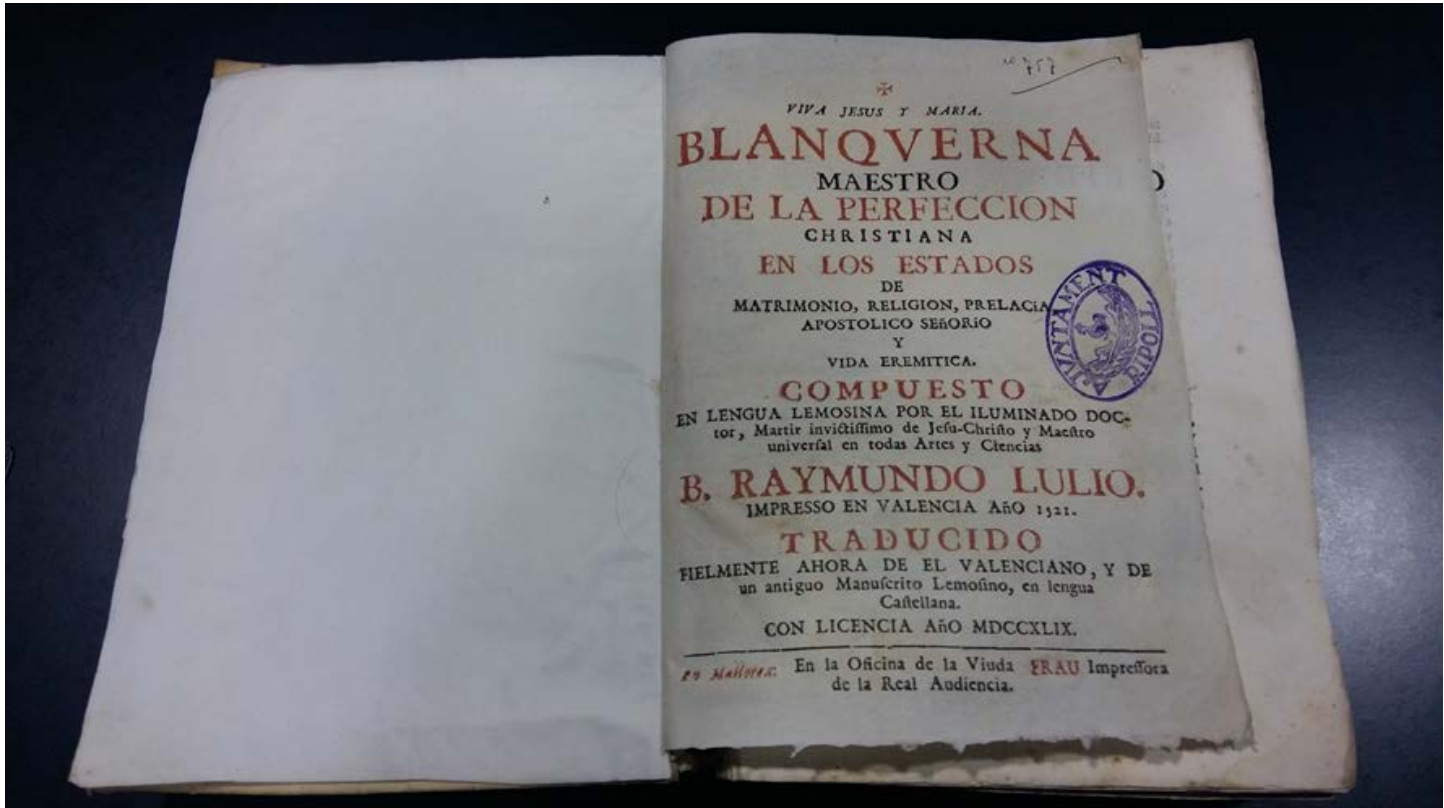 757
VIVA JESUS Y MARIA.
BLANQVERNA
MAESTRO
DE LA PERFECCION
CHRISTIANA
EN LOS ESTADOS
DE
MATRIMONIO, RELIGION, PRELACiA
APOSTOLICO SEñORiO
Y
VIDA EREMITICA.
COMPUESTO
EN LENGUA LEMOSINA POR EL ILUMINADO DOC-
tor, Martir invictiſſimo de Jeſu-Chriſto y Maeſtro
univerſal en todas Artes y Ciencias
B. RAYMUNDO LULIO.
IMPRESSO EN VALENCIA AñO 1521.
TRADUCIDO
FIELMENTE AHORA DE EL VALENCIANO, Y DE
un antiguo Manuſcrito Lemoſino, en lengua
Caſtellana.
CON LICENCIA AñO MDCCXLIX.
En Mallorca: En la Oficina de la Viuda FRAU Impreſſora
de la Real Audiencia.
AJUNTAMENT
RIPOLL